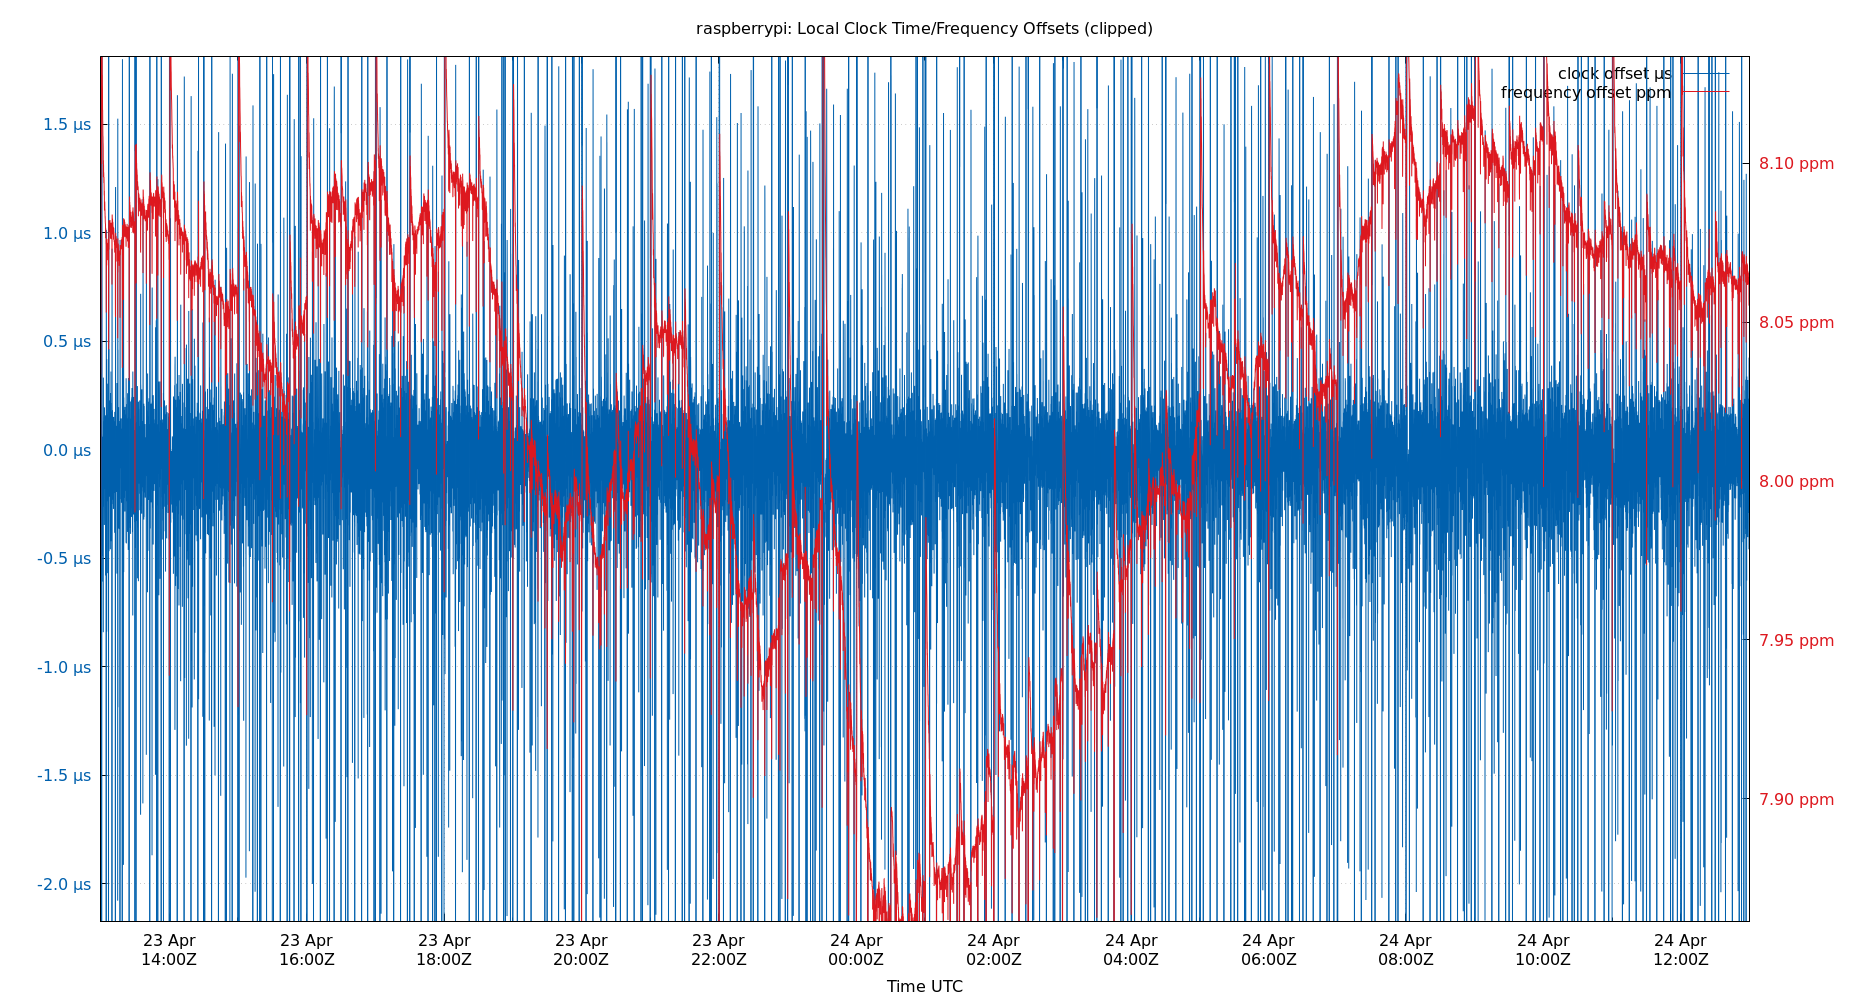 raspberrypi: Local Clock Time/Frequency Offsets (clipped)
clock offset µs
frequency offset ppm
1.5 µs
1.0 µs
0.5 µs
0.0 µs
-0.5 µs
-1.0 µs
-1.5 µs
-2.0 µs
8.10 ppm
8.05 ppm
8.00 ppm
7.95 ppm
7.90 ppm
23 Apr 23 Apr 23 Apr 23 Apr 23 Apr 24 Apr 24 Apr 24 Apr 24 Apr 24 Apr 24 Apr 24 Apr
14:00Z 16:00Z 18:00Z 20:00Z 22:00Z 00:00Z 02:00Z 04:00Z 06:00Z 08:00Z 10:00Z 12:00Z
Time UTC